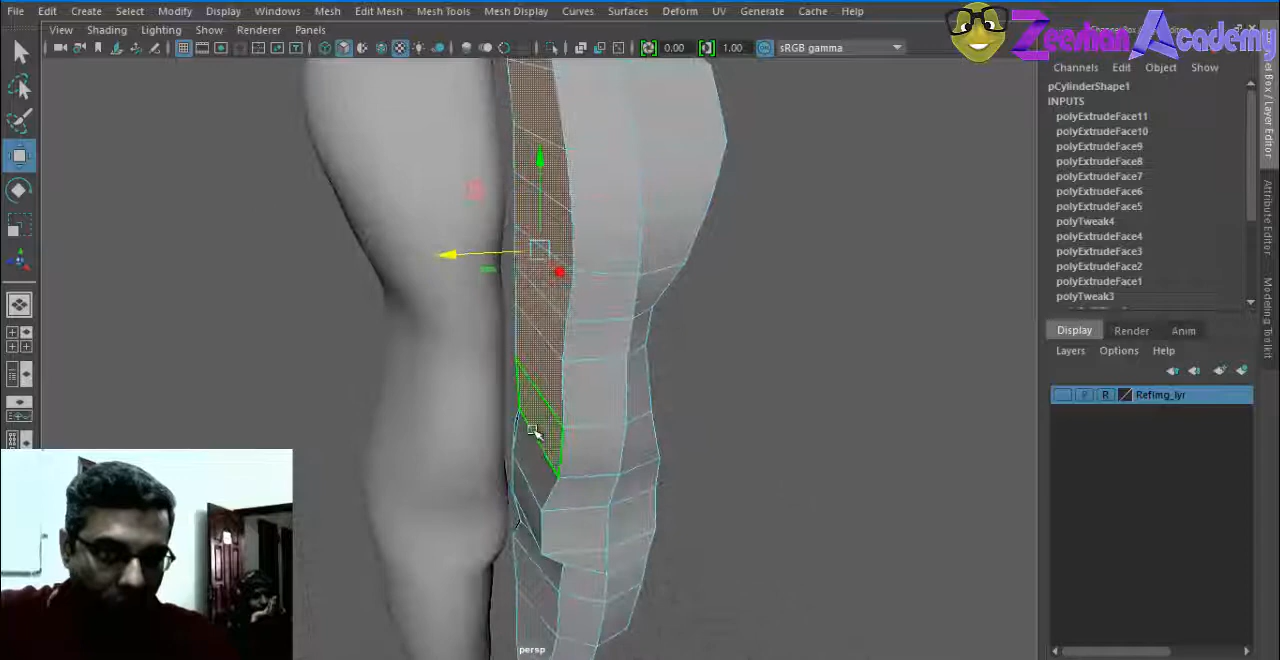 File Edit Create Select Modify Display Windows Mesh Edit Mesh Mesh Tools Mesh Display Curves Surfaces Deform UV Generate Cache Help
Zeeshan Academy
View Shading Lighting Show Renderer Panels
0.00 1.00 sRGB gamma
Channels Edit Object Show
pCylinderShape1
INPUTS
polyExtrudeFace11
polyExtrudeFace10
polyExtrudeFace9
polyExtrudeFace8
polyExtrudeFace7
polyExtrudeFace6
polyExtrudeFace5
polyTweak4
polyExtrudeFace4
polyExtrudeFace3
polyExtrudeFace2
polyExtrudeFace1
polyTweak3
Display Render Anim
Layers Options Help
R RefImg_lyr
Box / Layer Editor
Attribute Editor
Modeling Toolkit
persp